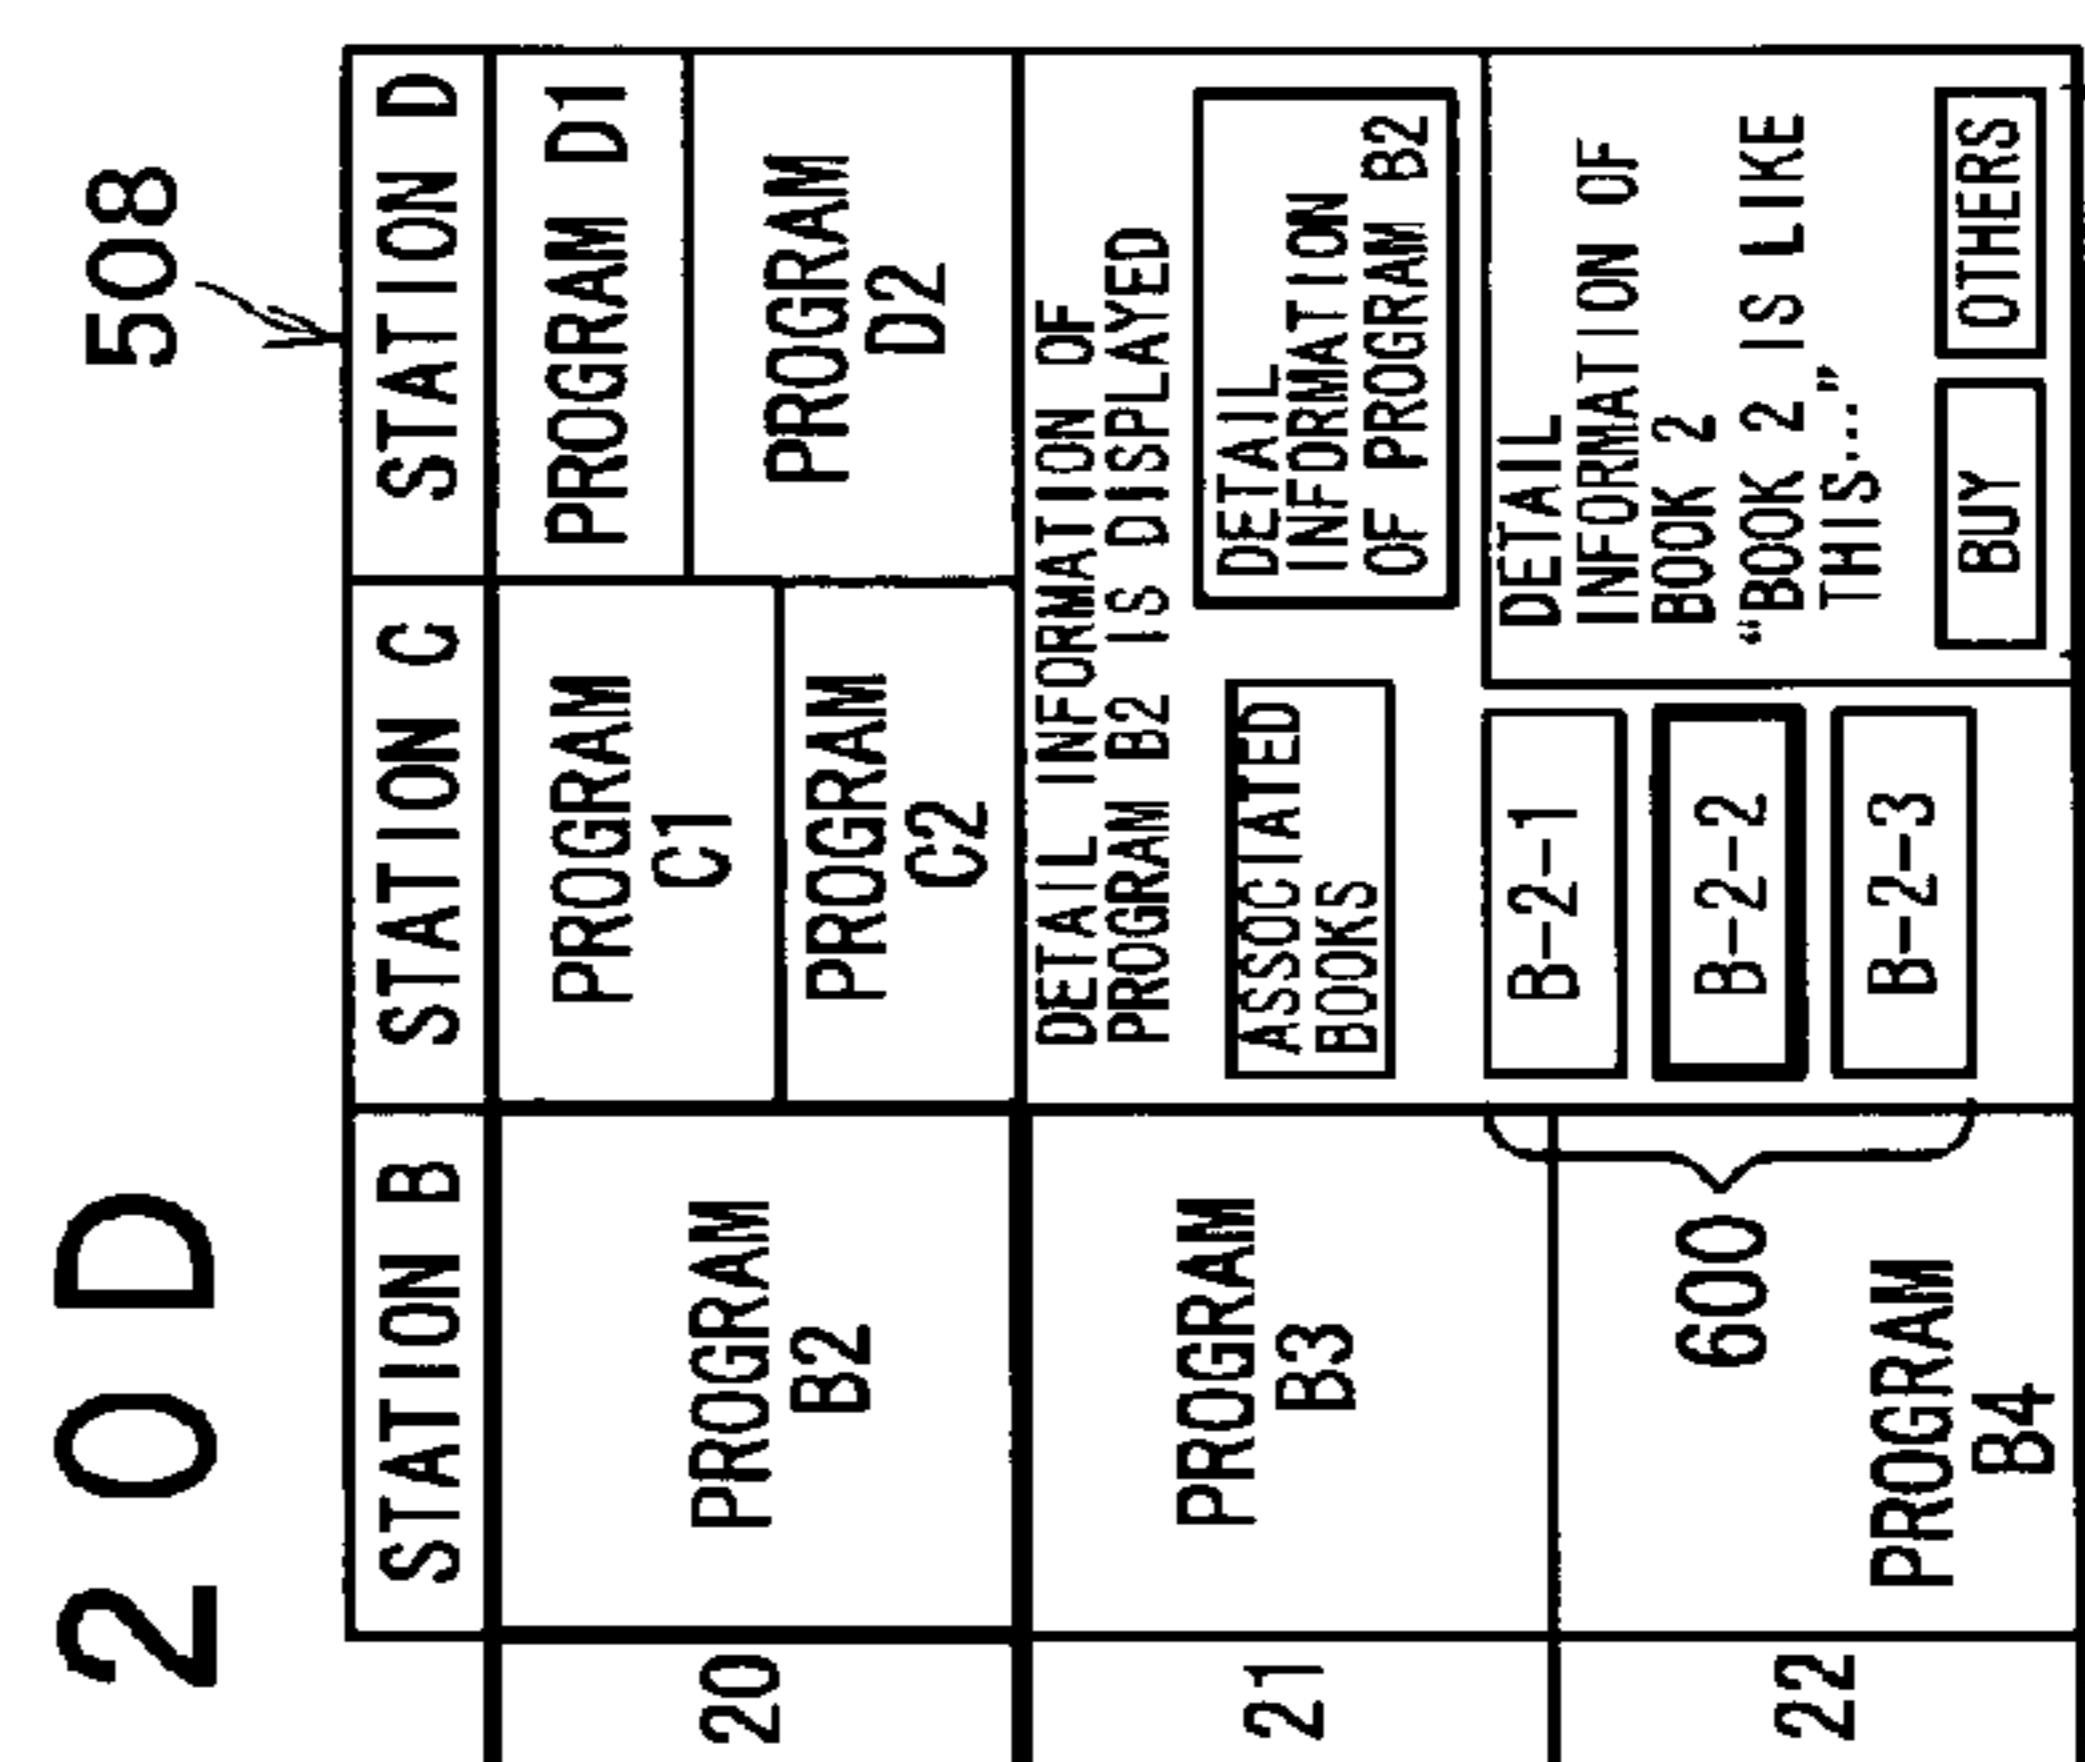 20D
508
STATION B STATION C STATION D
20
PROGRAM
B2
PROGRAM
C1
PROGRAM
C2
PROGRAM D1
PROGRAM
D2
21
PROGRAM
B3
22
600
PROGRAM
B4
DETAIL INFORMATION OF
PROGRAM B2 IS DISPLAYED
ASSOCIATED
BOOKS
DETAIL
INFORMATION
OF PROGRAM B2
B-2-1
B-2-2
B-2-3
DETAIL
INFORMATION OF
BOOK 2
“BOOK 2 IS LIKE
THIS...”
BUY
OTHERS